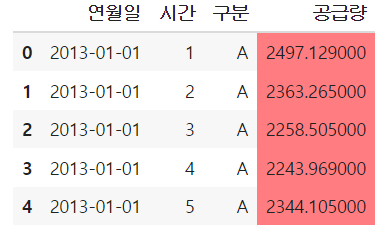 연월일 시간 구분 공급량
0 2013-01-01 1 A 2497.129000
1 2013-01-01 2 A 2363.265000
2 2013-01-01 3 A 2258.505000
3 2013-01-01 4 A 2243.969000
4 2013-01-01 5 A 2344.105000